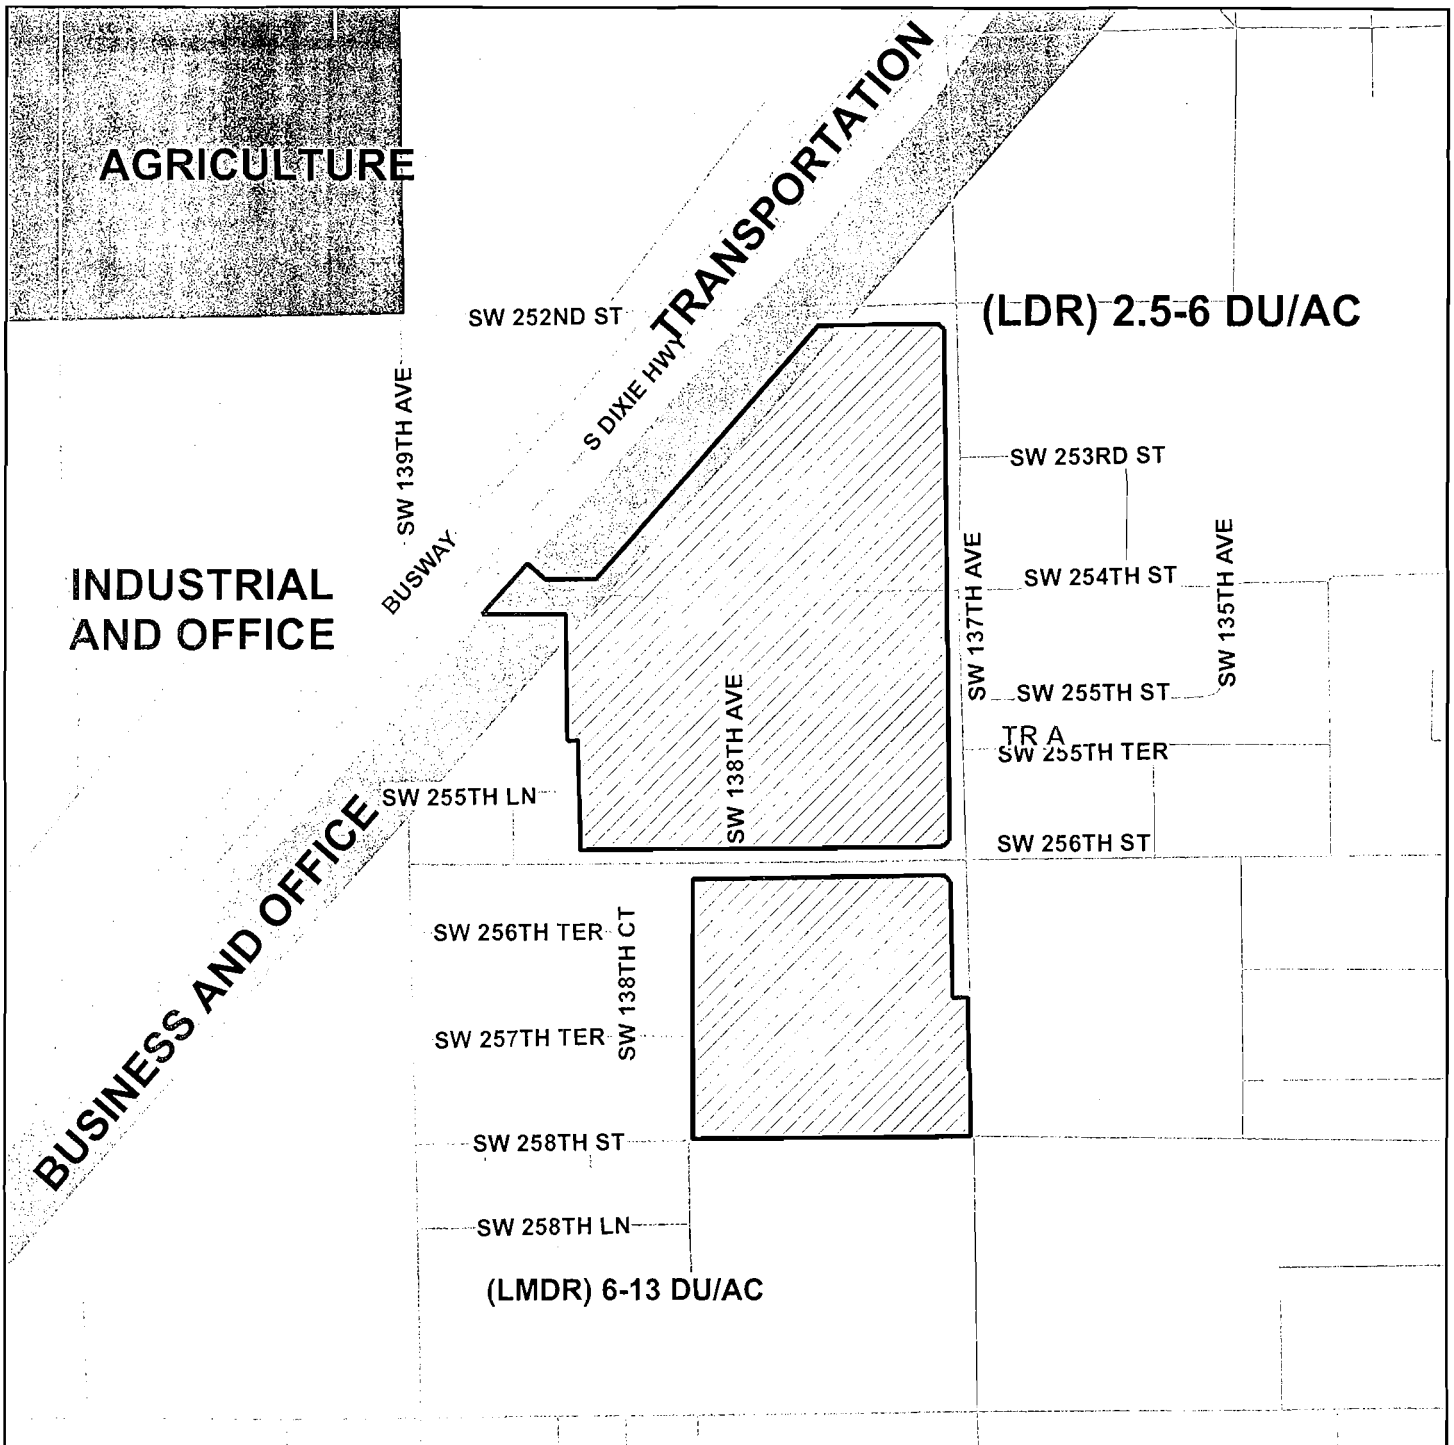 AGRICULTURE
TRANSPORTATION
SW 252ND ST
(LDR) 2.5-6 DU/AC
S DIXIE HWY
SW 139TH AVE
SW 253RD ST
BUSWAY
INDUSTRIAL
AND OFFICE
SW 137TH AVE
SW 254TH ST
SW 135TH AVE
SW 138TH AVE
SW 255TH ST
TR A
SW 255TH TER
SW 255TH LN
BUSINESS AND OFFICE
SW 256TH ST
SW 256TH TER
SW 138TH CT
SW 257TH TER
SW 258TH ST
SW 258TH LN
(LMDR) 6-13 DU/AC